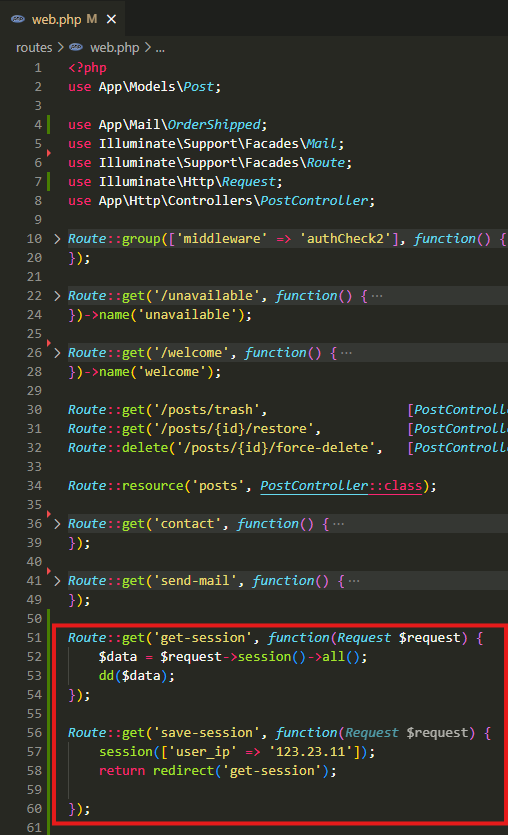 web.php M ×
routes > web.php > ...
1 <?php
2 use App\Models\Post;
3
4 use App\Mail\OrderShipped;
5 use Illuminate\Support\Facades\Mail;
6 use Illuminate\Support\Facades\Route;
7 use Illuminate\Http\Request;
8 use App\Http\Controllers\PostController;
9
10 > Route::group(['middleware' => 'authCheck2'], function() {
20 });
21
22 > Route::get('/unavailable', function() { ···
24 })->name('unavailable');
25
26 > Route::get('/welcome', function() { ···
28 })->name('welcome');
29
30 Route::get('/posts/trash', [PostControll
31 Route::get('/posts/{id}/restore', [PostControll
32 Route::delete('/posts/{id}/force-delete', [PostControll
33
34 Route::resource('posts', PostController::class);
35
36 > Route::get('contact', function() { ···
39 });
40
41 > Route::get('send-mail', function() { ···
49 });
50
51 Route::get('get-session', function(Request $request) {
52 $data = $request->session()->all();
53 dd($data);
54 });
55
56 Route::get('save-session', function(Request $request) {
57 session(['user_ip' => '123.23.11']);
58 return redirect('get-session');
59
60 });
61